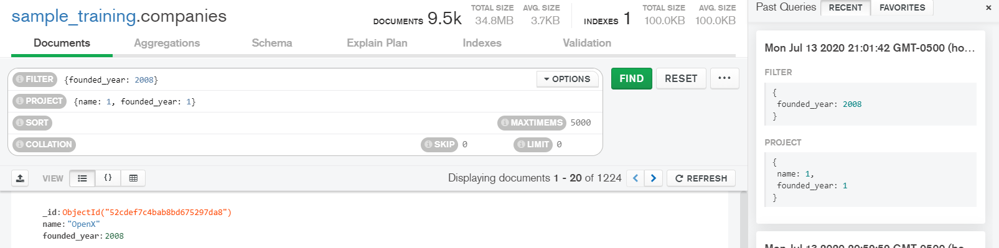 sample_training.companies
DOCUMENTS 9.5k TOTAL SIZE 34.8MB AVG. SIZE 3.7KB INDEXES 1 TOTAL SIZE 100.0KB AVG. SIZE 100.0KB
Documents Aggregations Schema Explain Plan Indexes Validation
FILTER {founded_year: 2008} OPTIONS FIND RESET ...
PROJECT {name: 1, founded_year: 1}
SORT MAXTIMEMS 5000
COLLATION SKIP 0 LIMIT 0
VIEW {} Displaying documents 1 - 20 of 1224 < > REFRESH
_id:ObjectId("52cdef7c4bab8bd675297da8")
name:"OpenX"
founded_year:2008
Past Queries RECENT FAVORITES ×
Mon Jul 13 2020 21:01:42 GMT-0500 (ho...
FILTER
{
founded_year: 2008
}
PROJECT
{
name: 1,
founded_year: 1
}